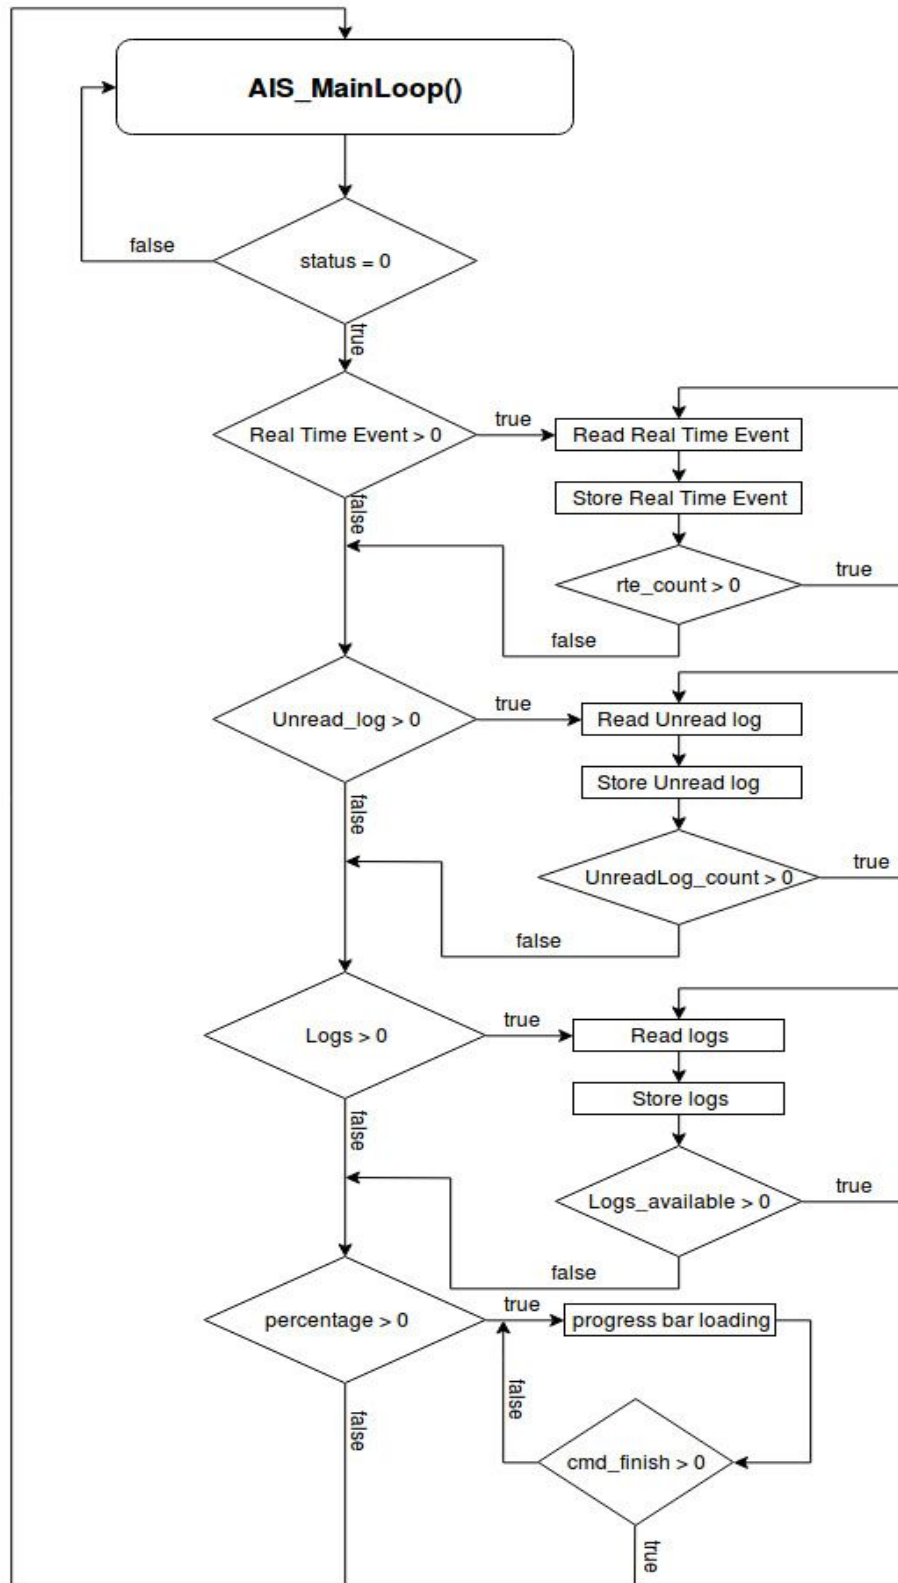 AIS_MainLoop()
false
status = 0
true
Real Time Event > 0
true
Read Real Time Event
Store Real Time Event
false
rte_count > 0
true
false
Unread_log > 0
true
Read Unread log
Store Unread log
false
UnreadLog_count > 0
true
false
Logs > 0
true
Read logs
Store logs
false
Logs_available > 0
true
false
percentage > 0
true
progress bar loading
false
false
cmd_finish > 0
true